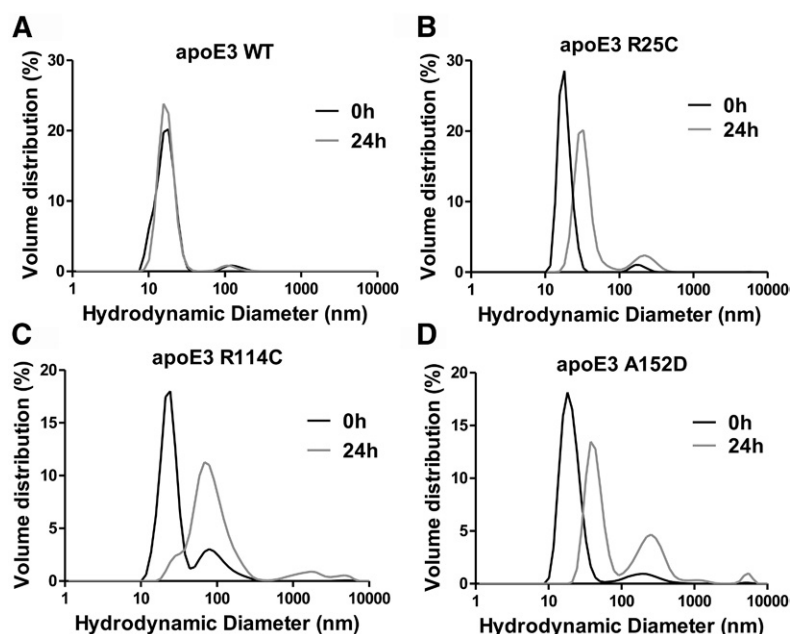 A
apoE3 WT
Volume distribution (%)
30
20
10
0
0h
24h
1 10 100 1000 10000
Hydrodynamic Diameter (nm)
B
apoE3 R25C
Volume distribution (%)
30
20
10
0
0h
24h
1 10 100 1000 10000
Hydrodynamic Diameter (nm)
C
apoE3 R114C
Volume distribution (%)
20
15
10
5
0
0h
24h
1 10 100 1000 10000
Hydrodynamic Diameter (nm)
D
apoE3 A152D
Volume distribution (%)
20
15
10
5
0
0h
24h
1 10 100 1000 10000
Hydrodynamic Diameter (nm)